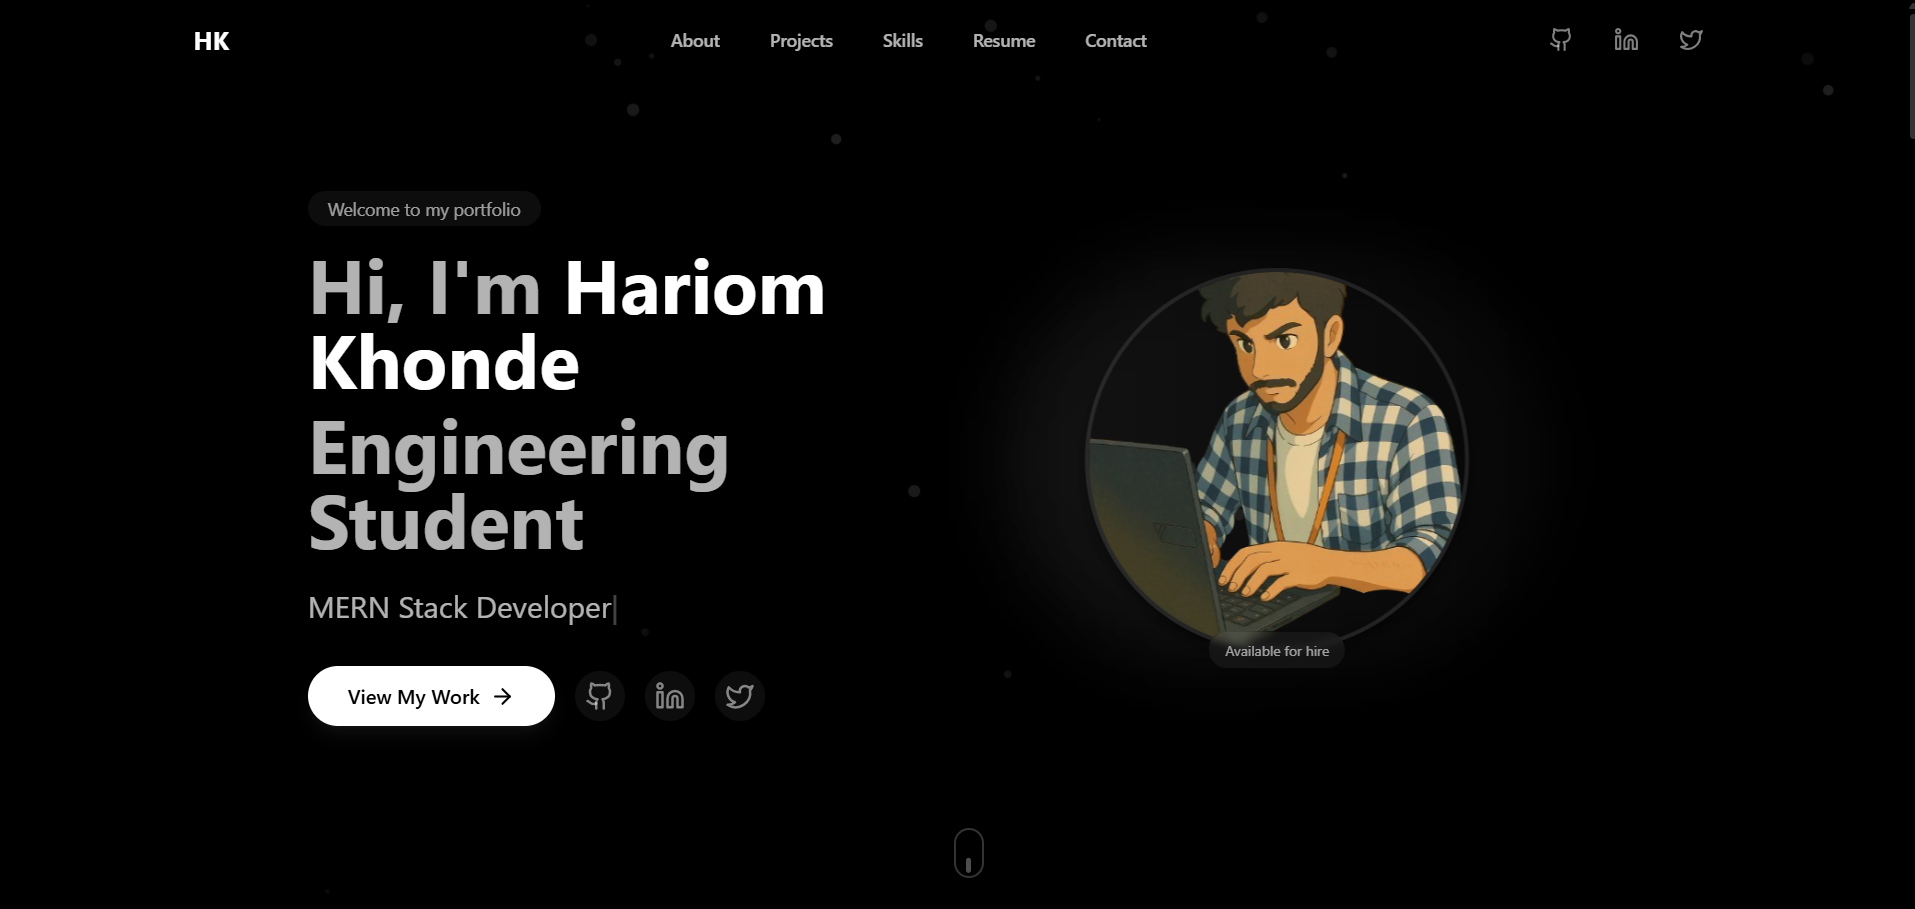 HK
About
Projects
Skills
Resume
Contact
Welcome to my portfolio
Hi, I'm Hariom
Khonde
Engineering
Student
MERN Stack Developer|
View My Work →
Available for hire